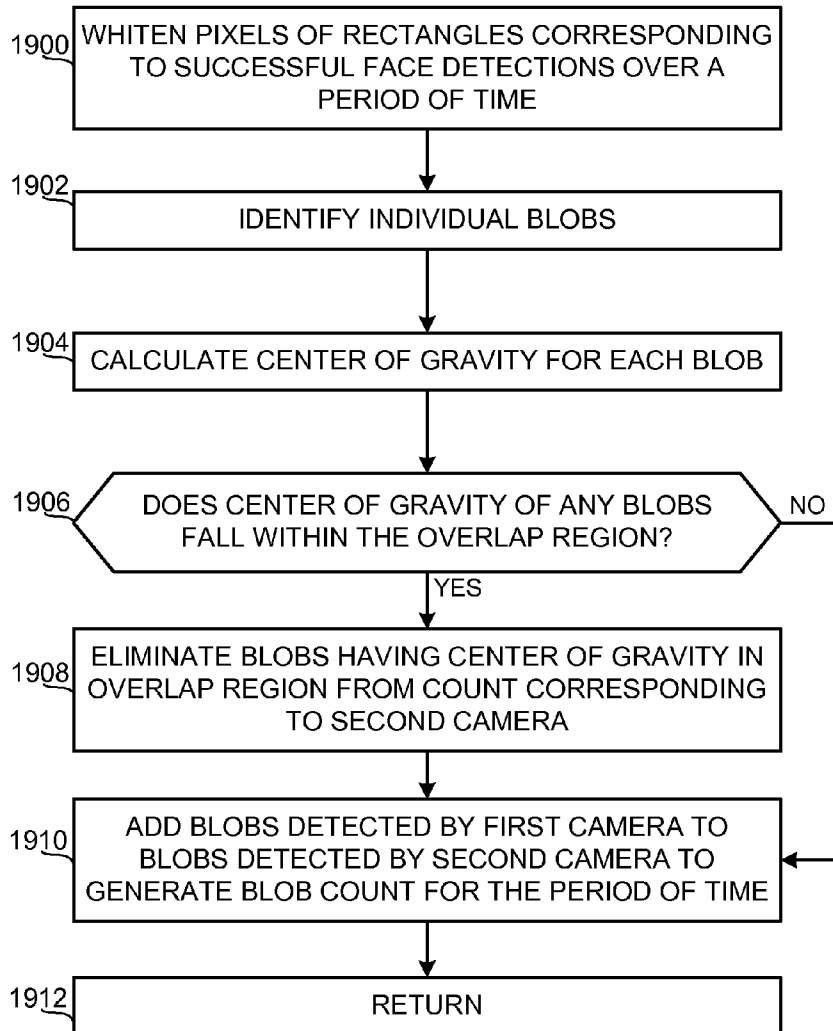 1900
WHITEN PIXELS OF RECTANGLES CORRESPONDING
TO SUCCESSFUL FACE DETECTIONS OVER A
PERIOD OF TIME
1902
IDENTIFY INDIVIDUAL BLOBS
1904
CALCULATE CENTER OF GRAVITY FOR EACH BLOB
1906
DOES CENTER OF GRAVITY OF ANY BLOBS
FALL WITHIN THE OVERLAP REGION?
NO
YES
1908
ELIMINATE BLOBS HAVING CENTER OF GRAVITY IN
OVERLAP REGION FROM COUNT CORRESPONDING
TO SECOND CAMERA
1910
ADD BLOBS DETECTED BY FIRST CAMERA TO
BLOBS DETECTED BY SECOND CAMERA TO
GENERATE BLOB COUNT FOR THE PERIOD OF TIME
1912
RETURN